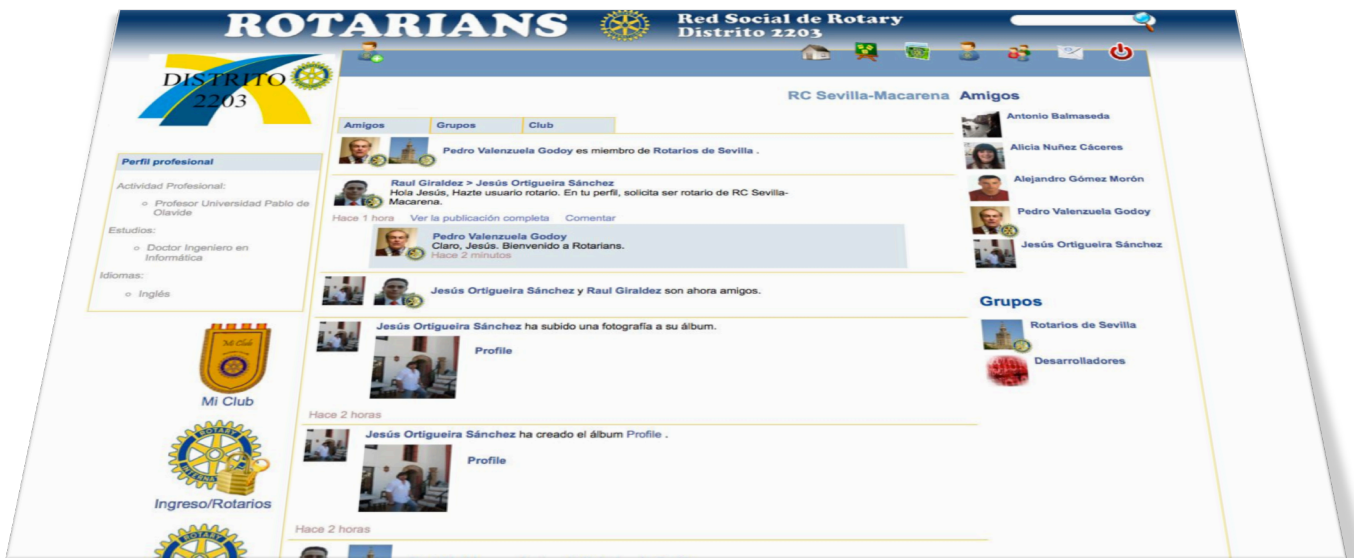 ROTARIANS
Red Social de Rotary
Distrito 2203
DISTRITO
2203
Perfil profesional
Actividad Profesional:
Profesor Universidad Pablo de
Olavide
Estudios:
Doctor Ingeniero en
Informática
Idiomas:
Inglés
Mi Club
Mi Club
ROTARY
INTERNA
Ingreso/Rotarios
ROTARY
RC Sevilla-Macarena
Amigos
Grupos
Club
Pedro Valenzuela Godoy es miembro de Rotarios de Sevilla .
Raul Giraldez > Jesús Ortigueira Sánchez
Hola Jesús, Hazte usuario rotario. En tu perfil, solicita ser rotario de RC Sevilla-
Macarena.
Hace 1 hora Ver la publicación completa Comentar
Pedro Valenzuela Godoy
Claro, Jesús. Bienvenido a Rotarians.
Hace 2 minutos
Jesús Ortigueira Sánchez y Raul Giraldez son ahora amigos.
Jesús Ortigueira Sánchez ha subido una fotografía a su álbum.
Profile
Hace 2 horas
Jesús Ortigueira Sánchez ha creado el álbum Profile .
Profile
Hace 2 horas
Amigos
Antonio Balmaseda
Alicia Nuñez Cáceres
Alejandro Gómez Morón
Pedro Valenzuela Godoy
Jesús Ortigueira Sánchez
Grupos
Rotarios de Sevilla
Desarrolladores